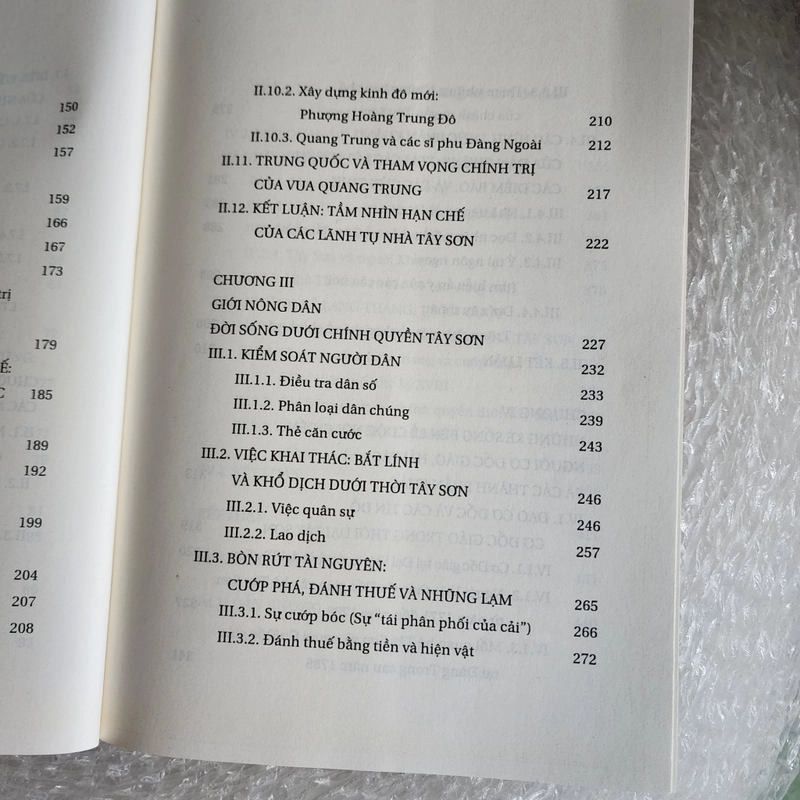 150
152
157
159
166
167
173
trị
179
Ế:
C 185
189
192
199
204
207
208
II.10.2. Xây dựng kinh đô mới:
Phượng Hoàng Trung Đô 210
II.10.3. Quang Trung và các sĩ phu Đàng Ngoài 212
II.11. TRUNG QUỐC VÀ THAM VỌNG CHÍNH TRỊ
CỦA VUA QUANG TRUNG 217
II.12. KẾT LUẬN: TẦM NHÌN HẠN CHẾ
CỦA CÁC LÃNH TỤ NHÀ TÂY SƠN 222
CHƯƠNG III
GIỚI NÔNG DÂN
ĐỜI SỐNG DƯỚI CHÍNH QUYỀN TÂY SƠN 227
III.1. KIỂM SOÁT NGƯỜI DÂN 232
III.1.1. Điều tra dân số 233
III.1.2. Phân loại dân chúng 239
III.1.3. Thẻ căn cước 243
III.2. VIỆC KHAI THÁC: BẮT LÍNH
VÀ KHỔ DỊCH DƯỚI THỜI TÂY SƠN 246
III.2.1. Việc quân sự 246
III.2.2. Lao dịch 257
III.3. BÒN RÚT TÀI NGUYÊN:
CƯỚP PHÁ, ĐÁNH THUẾ VÀ NHŨNG LẠM 265
III.3.1. Sự cướp bóc (Sự “tái phân phối của cải”) 266
III.3.2. Đánh thuế bằng tiền và hiện vật 272